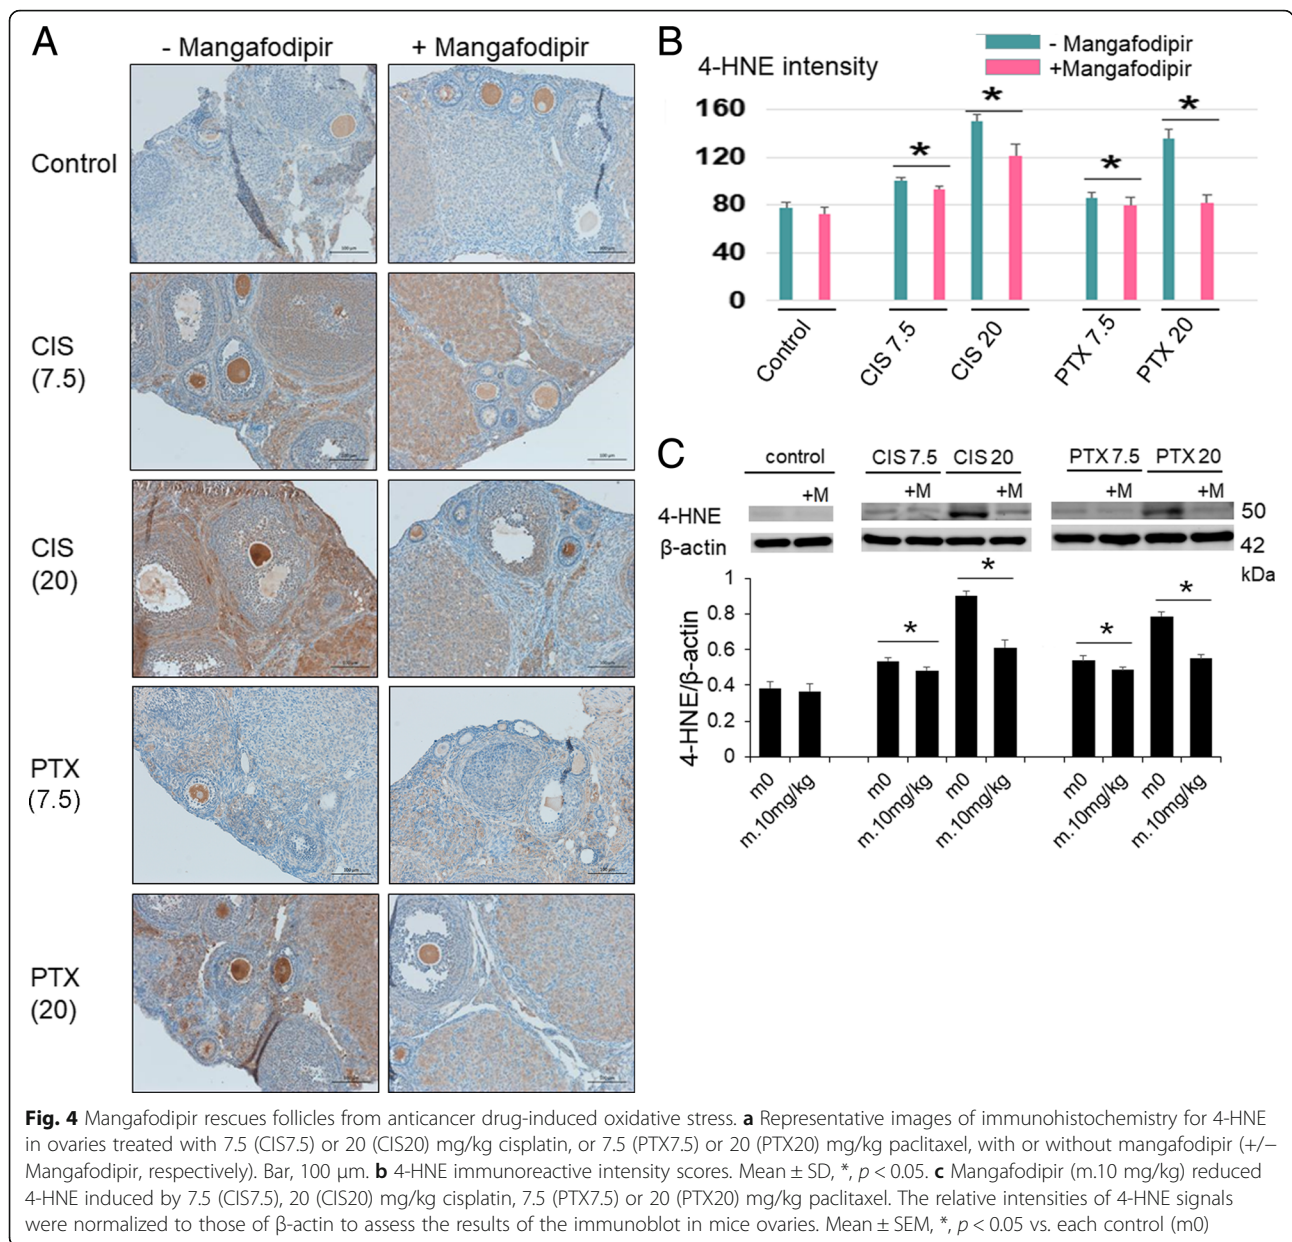 A
- Mangafodipir
+ Mangafodipir
Control
CIS
(7.5)
CIS
(20)
PTX
(7.5)
PTX
(20)
B
- Mangafodipir
+Mangafodipir
4-HNE intensity
160
120
80
40
0
*
*
*
*
Control
CIS 7.5
CIS 20
PTX 7.5
PTX 20
C
control
CIS 7.5
CIS 20
PTX 7.5
PTX 20
+M
+M
+M
+M
+M
4-HNE
50
β-actin
42
kDa
4-HNE/β-actin
1
0.8
0.6
0.4
0.2
0
*
*
*
*
m0
m.10mg/kg
m0
m.10mg/kg
m0
m.10mg/kg
m0
m.10mg/kg
m0
m.10mg/kg
Fig. 4 Mangafodipir rescues follicles from anticancer drug-induced oxidative stress. a Representative images of immunohistochemistry for 4-HNE
in ovaries treated with 7.5 (CIS7.5) or 20 (CIS20) mg/kg cisplatin, or 7.5 (PTX7.5) or 20 (PTX20) mg/kg paclitaxel, with or without mangafodipir (+/−
Mangafodipir, respectively). Bar, 100 μm. b 4-HNE immunoreactive intensity scores. Mean ± SD, *, p < 0.05. c Mangafodipir (m.10 mg/kg) reduced
4-HNE induced by 7.5 (CIS7.5), 20 (CIS20) mg/kg cisplatin, 7.5 (PTX7.5) or 20 (PTX20) mg/kg paclitaxel. The relative intensities of 4-HNE signals
were normalized to those of β-actin to assess the results of the immunoblot in mice ovaries. Mean ± SEM, *, p < 0.05 vs. each control (m0)